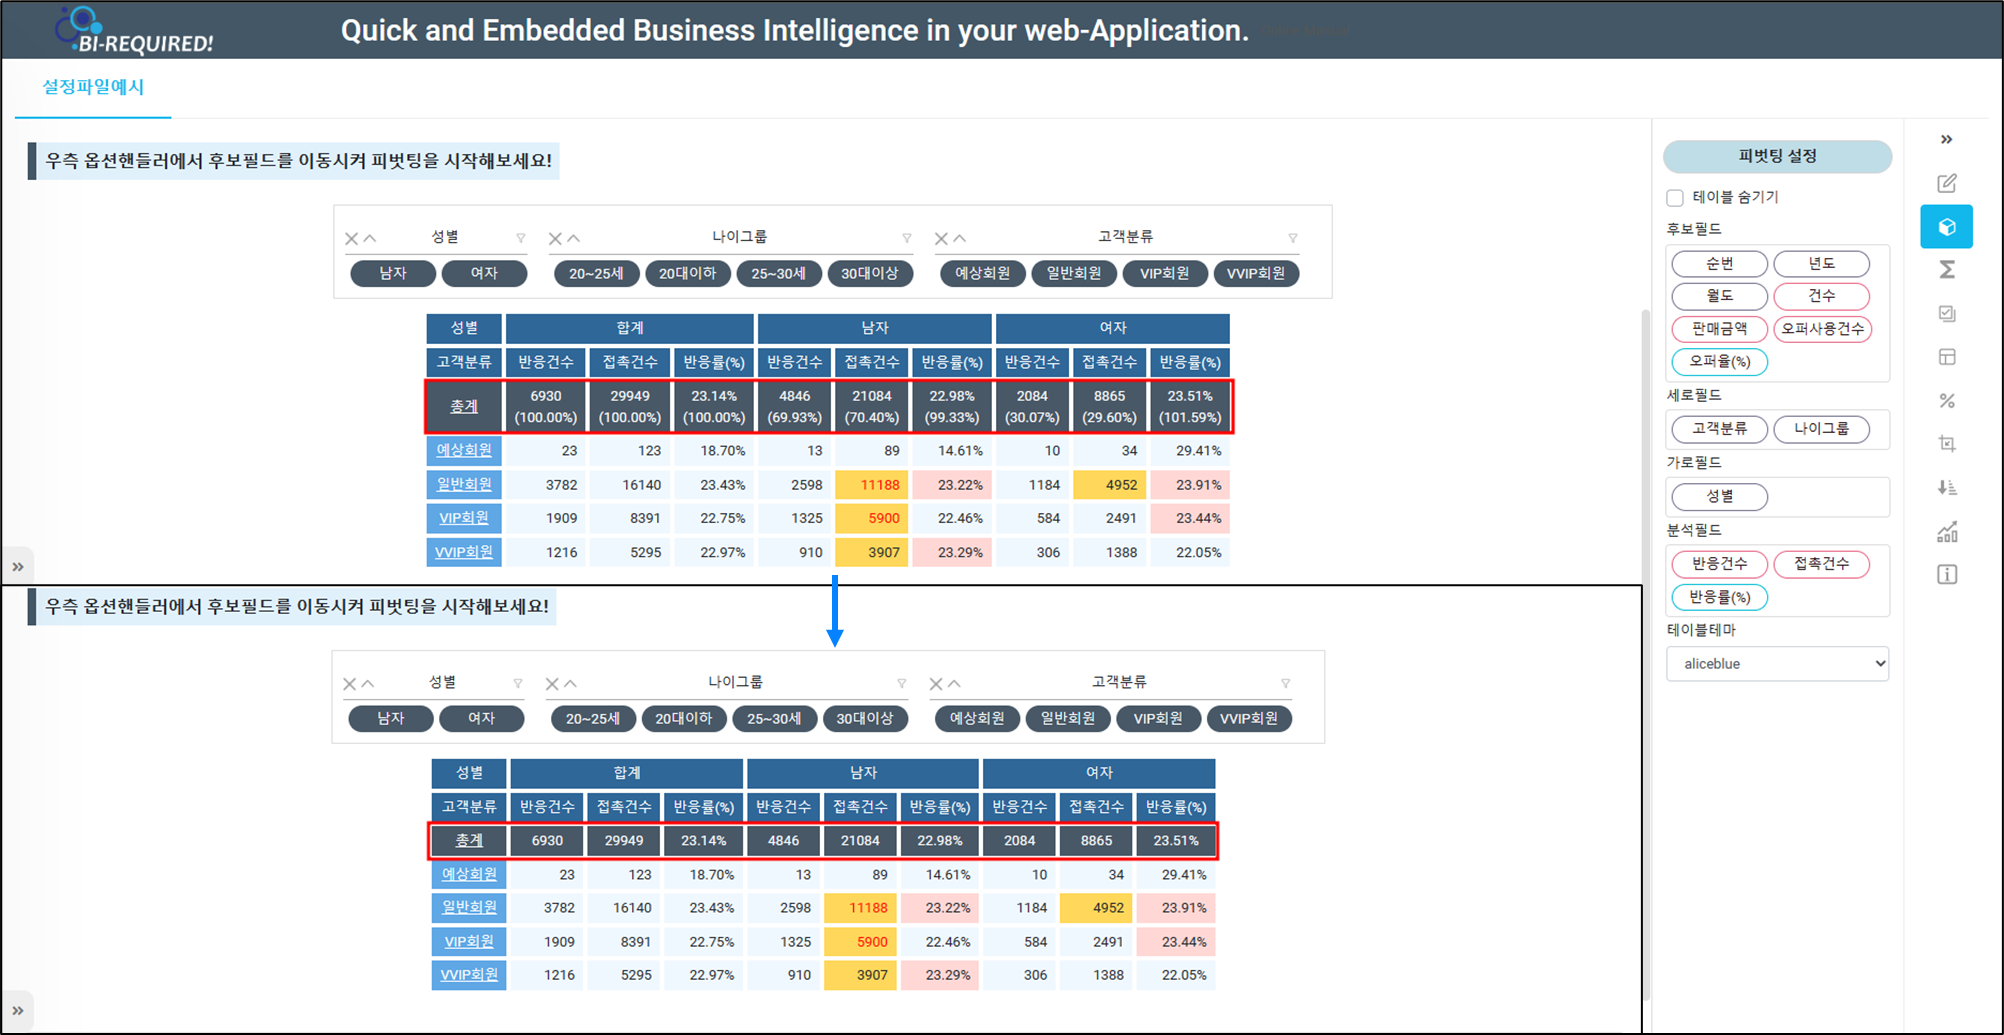 BI-REQUIRED!
Quick and Embedded Business Intelligence in your web-Application.
설정파일예시
우측 옵션핸들러에서 후보필드를 이동시켜 피벗팅을 시작해보세요!
성별 나이그룹 고객분류
남자 여자 20~25세 20대이하 25~30세 30대이상 예상회원 일반회원 VIP회원 VVIP회원
성별 합계 남자 여자
고객분류 반응건수 접촉건수 반응률(%) 반응건수 접촉건수 반응률(%) 반응건수 접촉건수 반응률(%)
총계 6930 29949 23.14% 4846 21084 22.98% 2084 8865 23.51%
(100.00%) (100.00%) (100.00%) (69.93%) (70.40%) (99.33%) (30.07%) (29.60%) (101.59%)
예상회원 23 123 18.70% 13 89 14.61% 10 34 29.41%
일반회원 3782 16140 23.43% 2598 11188 23.22% 1184 4952 23.91%
VIP회원 1909 8391 22.75% 1325 5900 22.46% 584 2491 23.44%
VVIP회원 1216 5295 22.97% 910 3907 23.29% 306 1388 22.05%
우측 옵션핸들러에서 후보필드를 이동시켜 피벗팅을 시작해보세요!
성별 나이그룹 고객분류
남자 여자 20~25세 20대이하 25~30세 30대이상 예상회원 일반회원 VIP회원 VVIP회원
성별 합계 남자 여자
고객분류 반응건수 접촉건수 반응률(%) 반응건수 접촉건수 반응률(%) 반응건수 접촉건수 반응률(%)
총계 6930 29949 23.14% 4846 21084 22.98% 2084 8865 23.51%
예상회원 23 123 18.70% 13 89 14.61% 10 34 29.41%
일반회원 3782 16140 23.43% 2598 11188 23.22% 1184 4952 23.91%
VIP회원 1909 8391 22.75% 1325 5900 22.46% 584 2491 23.44%
VVIP회원 1216 5295 22.97% 910 3907 23.29% 306 1388 22.05%
피벗팅 설정
테이블 숨기기
후보필드
순번 년도
월도 건수
판매금액 오퍼사용건수
오퍼율(%)
세로필드
고객분류 나이그룹
가로필드
성별
분석필드
반응건수 접촉건수
반응률(%)
테이블테마
aliceblue